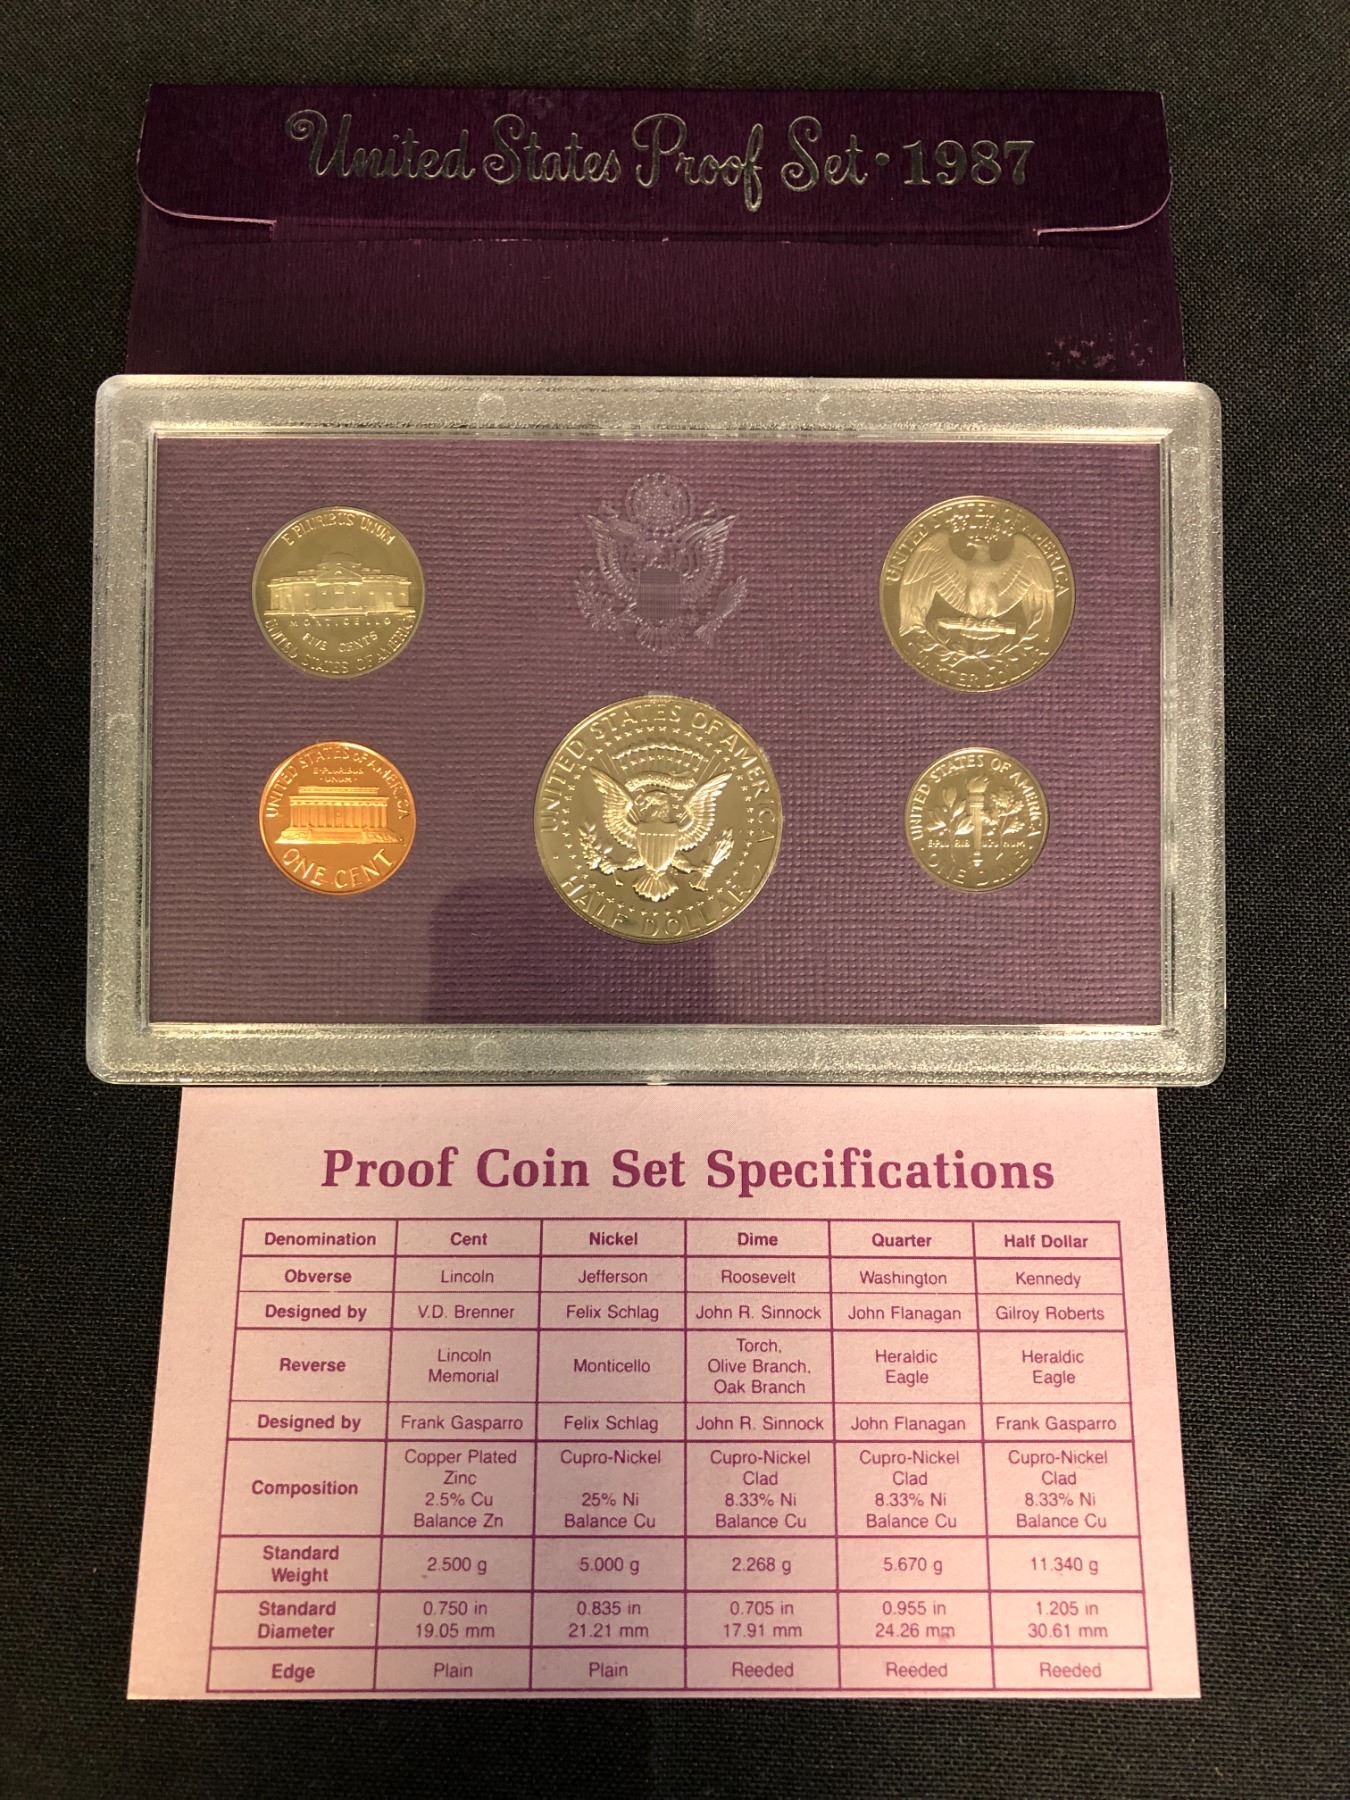 United States Proof Set · 1987
E PLURIBUS UNUM
MONTICELLO
FIVE CENTS
UNITED STATES OF AMERICA
UNITED STATES OF AMERICA
E PLURIBUS
UNUM
QUARTER DOLLAR
UNITED STATES OF AMERICA
E·PLURIBUS
·UNUM·
ONE CENT
UNITED STATES OF AMERICA
HALF DOLLAR
UNITED STATES OF AMERICA
E·PLURIBUS UNUM
ONE DIME
Proof Coin Set Specifications
Denomination Cent Nickel Dime Quarter Half Dollar
Obverse Lincoln Jefferson Roosevelt Washington Kennedy
Designed by V.D. Brenner Felix Schlag John R. Sinnock John Flanagan Gilroy Roberts
Reverse Lincoln Memorial Monticello Torch, Olive Branch, Oak Branch Heraldic Eagle Heraldic Eagle
Designed by Frank Gasparro Felix Schlag John R. Sinnock John Flanagan Frank Gasparro
Composition Copper Plated Zinc 2.5% Cu Balance Zn Cupro-Nickel 25% Ni Balance Cu Cupro-Nickel Clad 8.33% Ni Balance Cu Cupro-Nickel Clad 8.33% Ni Balance Cu Cupro-Nickel Clad 8.33% Ni Balance Cu
Standard Weight 2.500 g 5.000 g 2.268 g 5.670 g 11.340 g
Standard Diameter 0.750 in 19.05 mm 0.835 in 21.21 mm 0.705 in 17.91 mm 0.955 in 24.26 mm 1.205 in 30.61 mm
Edge Plain Plain Reeded Reeded Reeded